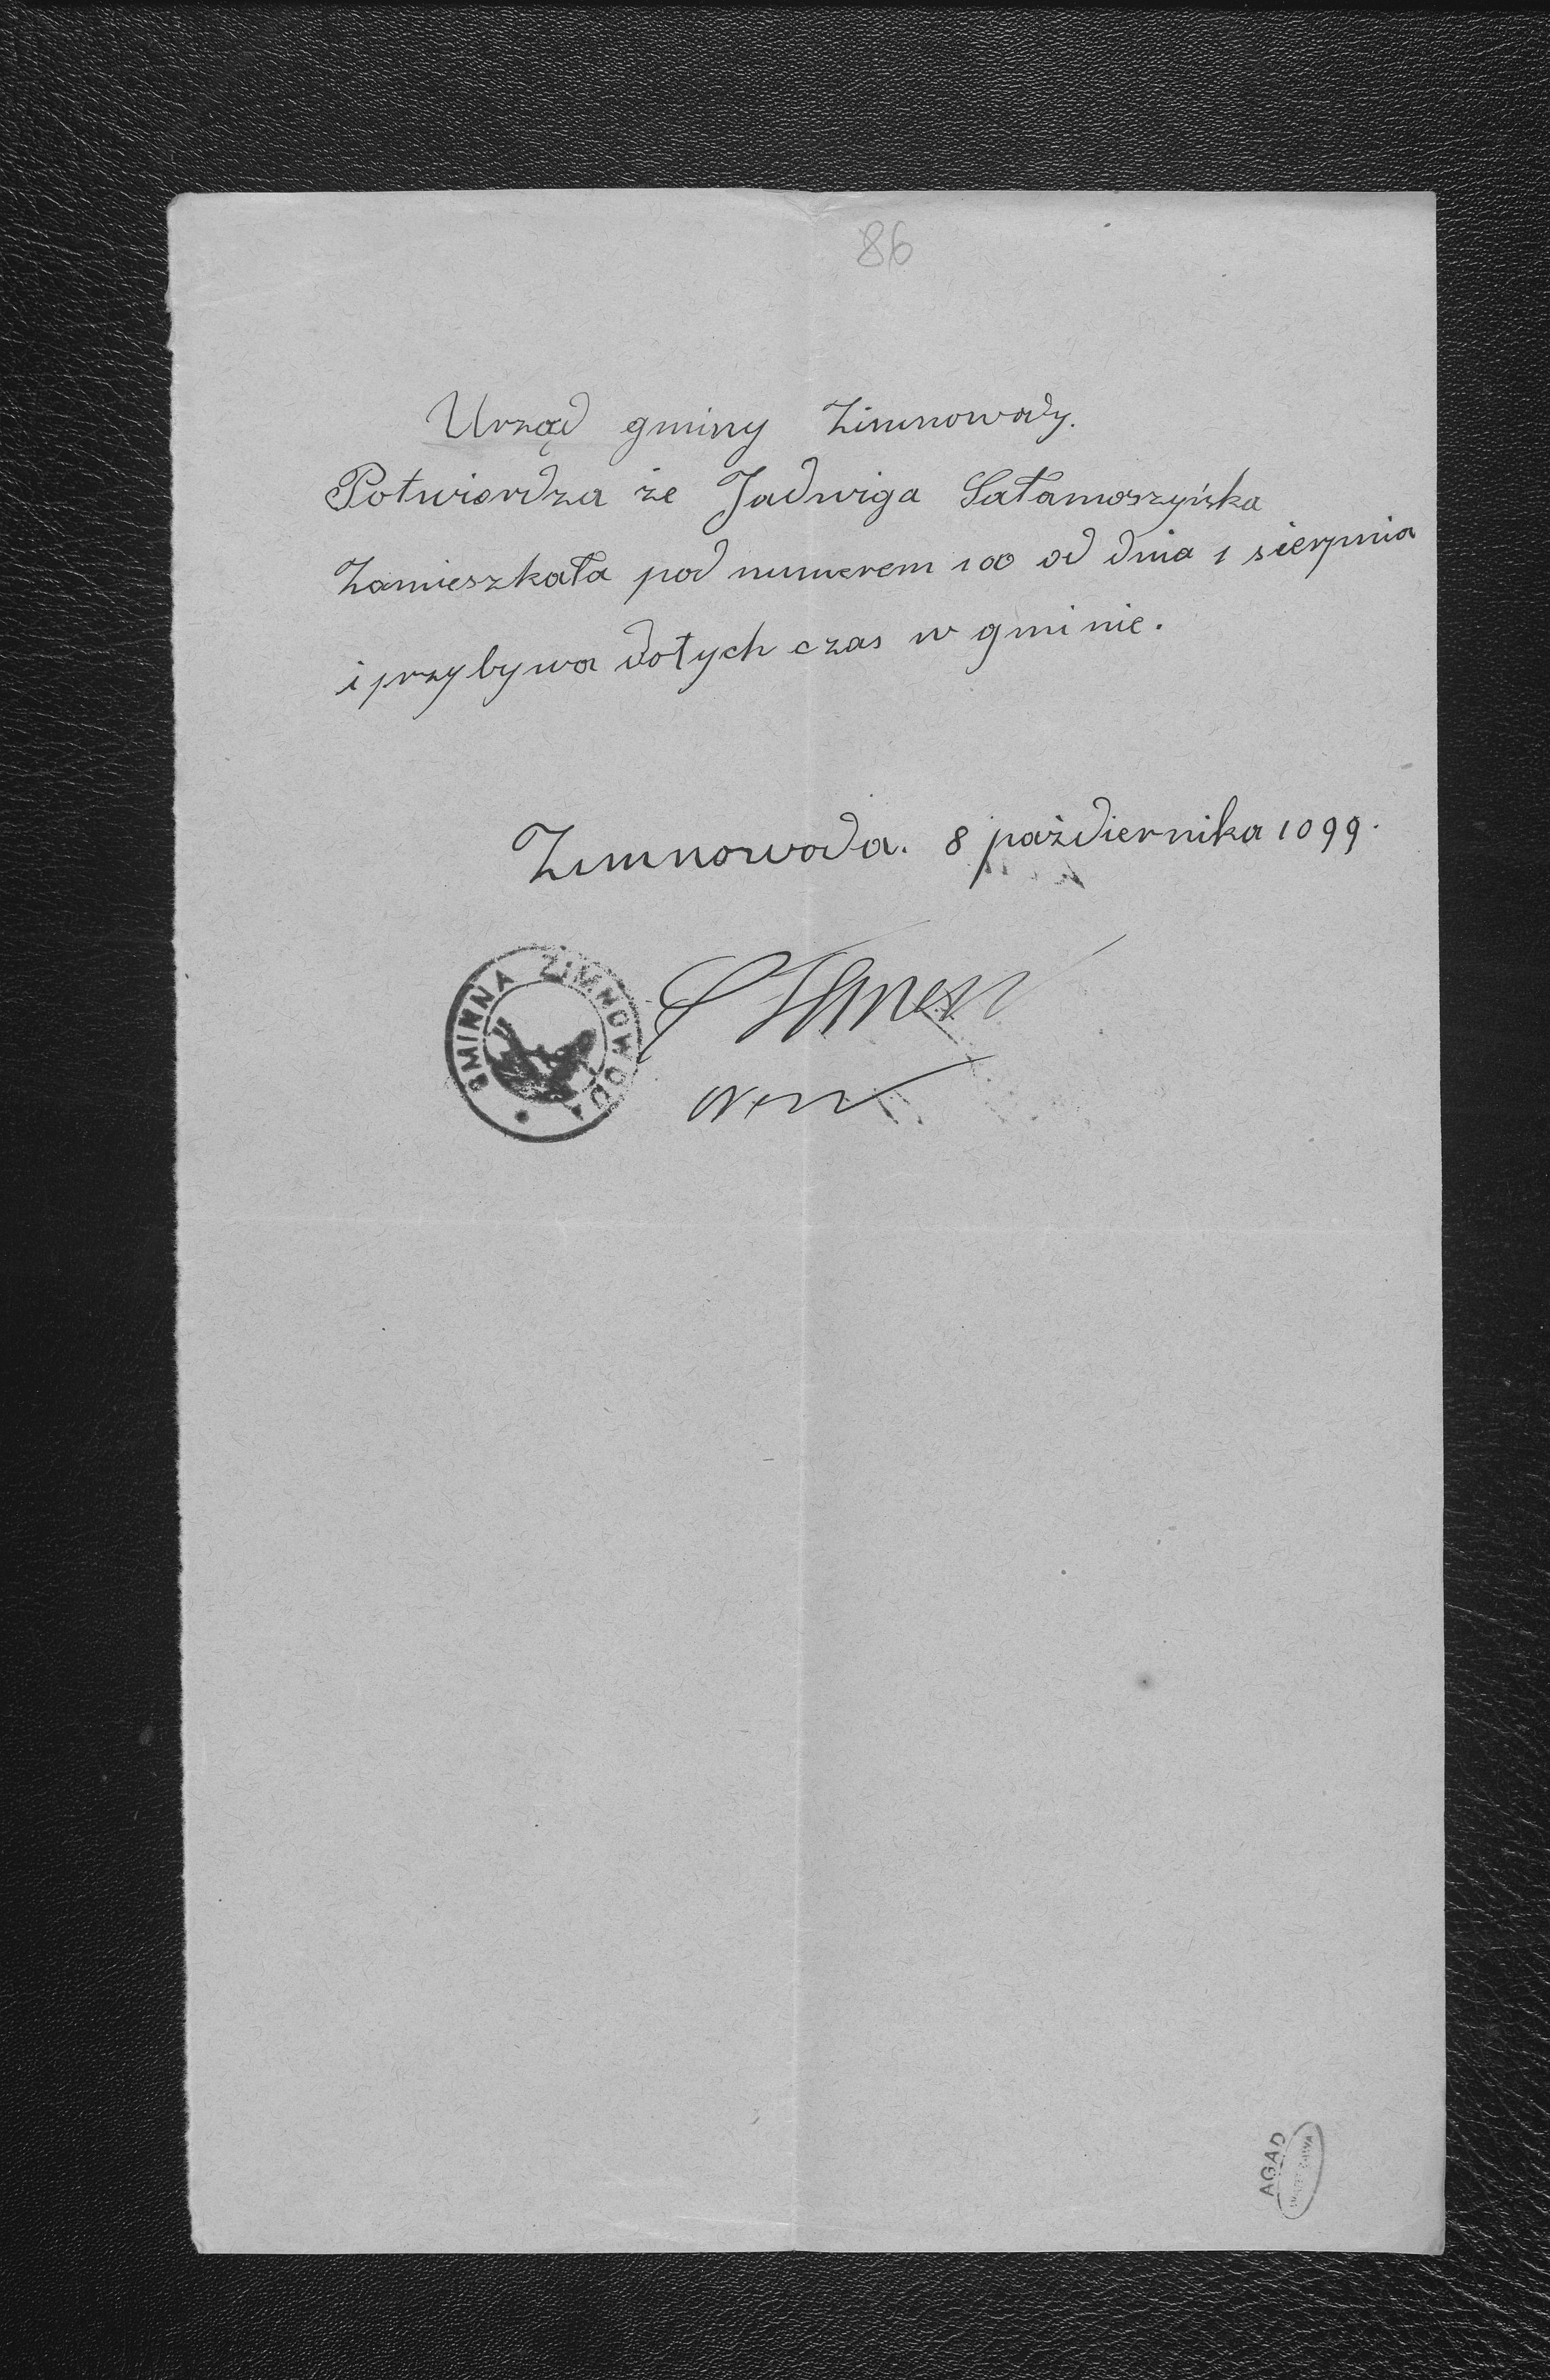 86
Urząd gminy Zimnowody.
Potwierdza że Jadwiga Sałamoszyńska
Zamieszkała pod numerem 100 od dnia 1 sierpnia
i przybywa dotych czas w gminie.
Zimnowoda. 8 października 1099.
GMINNA ZIMNOWODA
AGAD